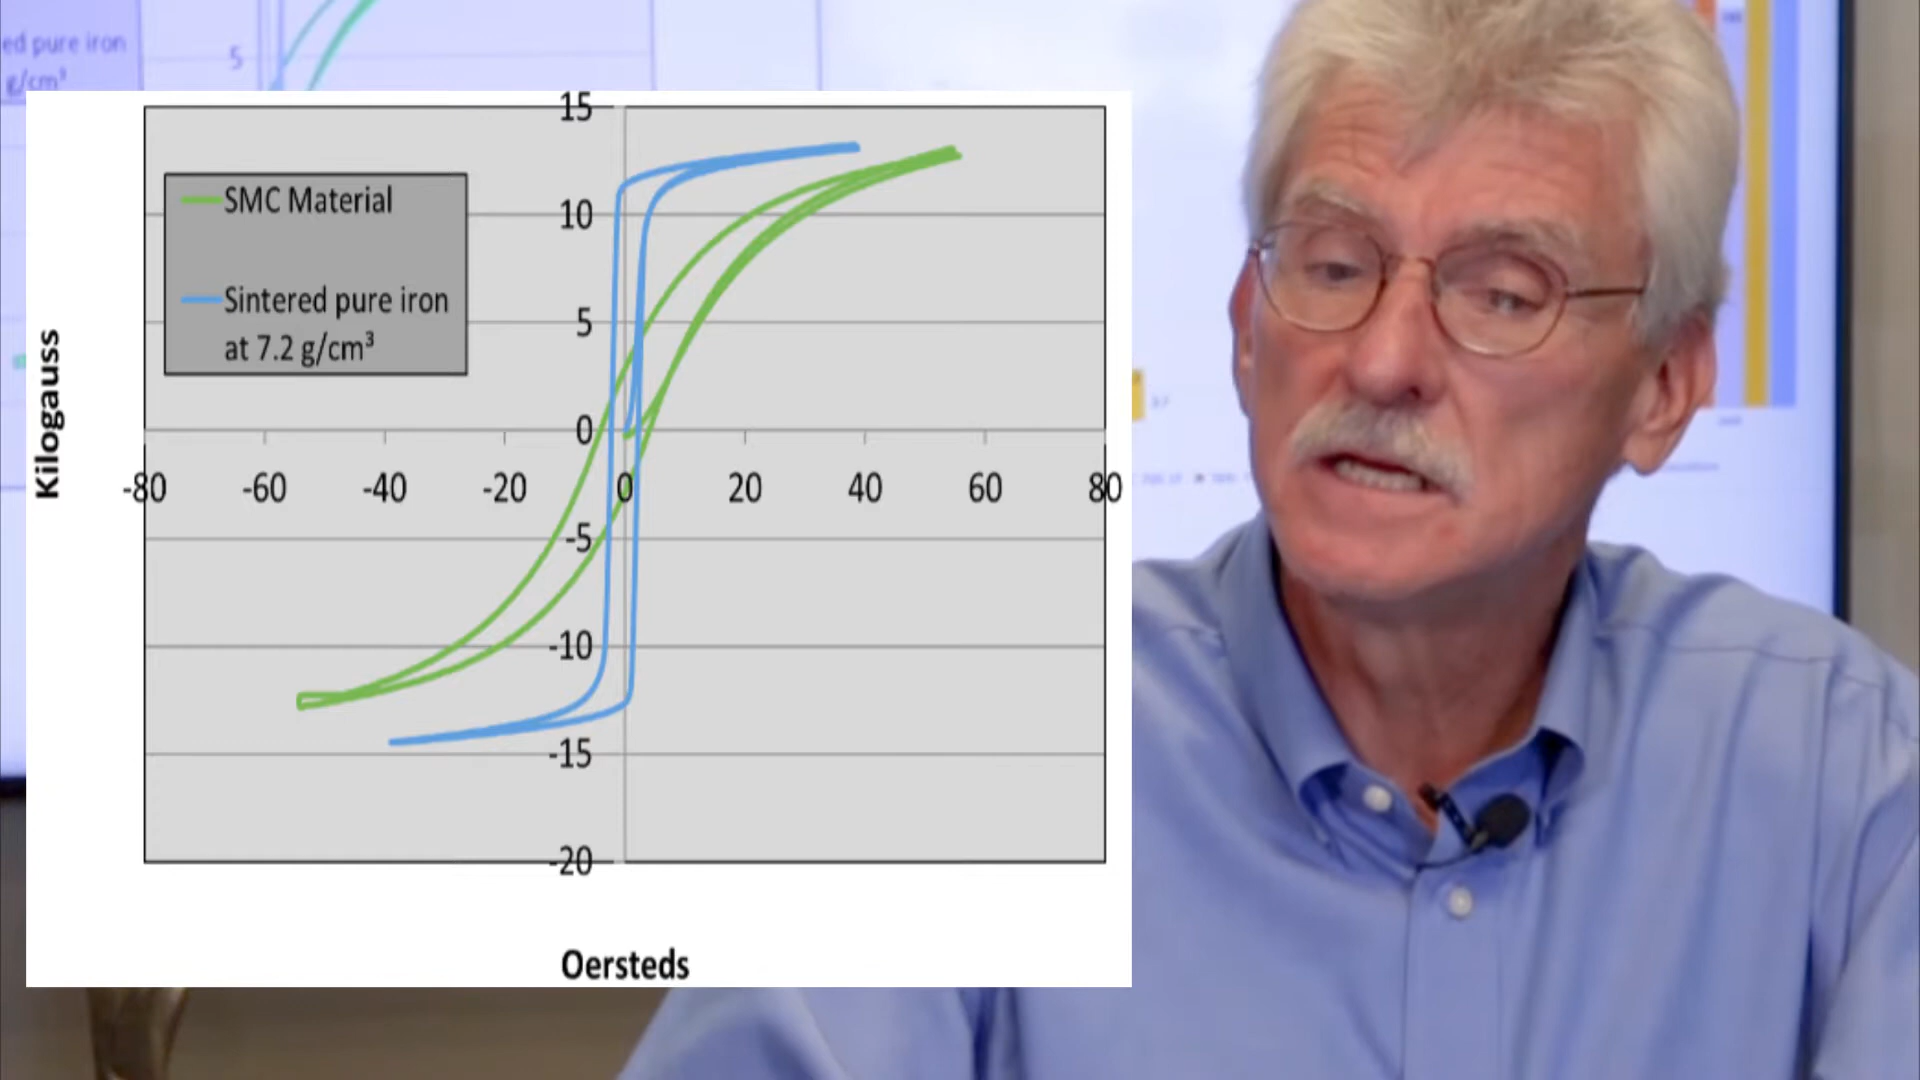 ed pure iron
g/cm³
5
15
10
5
0
-5
-10
-15
-20
-80 -60 -40 -20 0 20 40 60 80
SMC Material
Sintered pure iron
at 7.2 g/cm³
Kilogauss
Oersteds